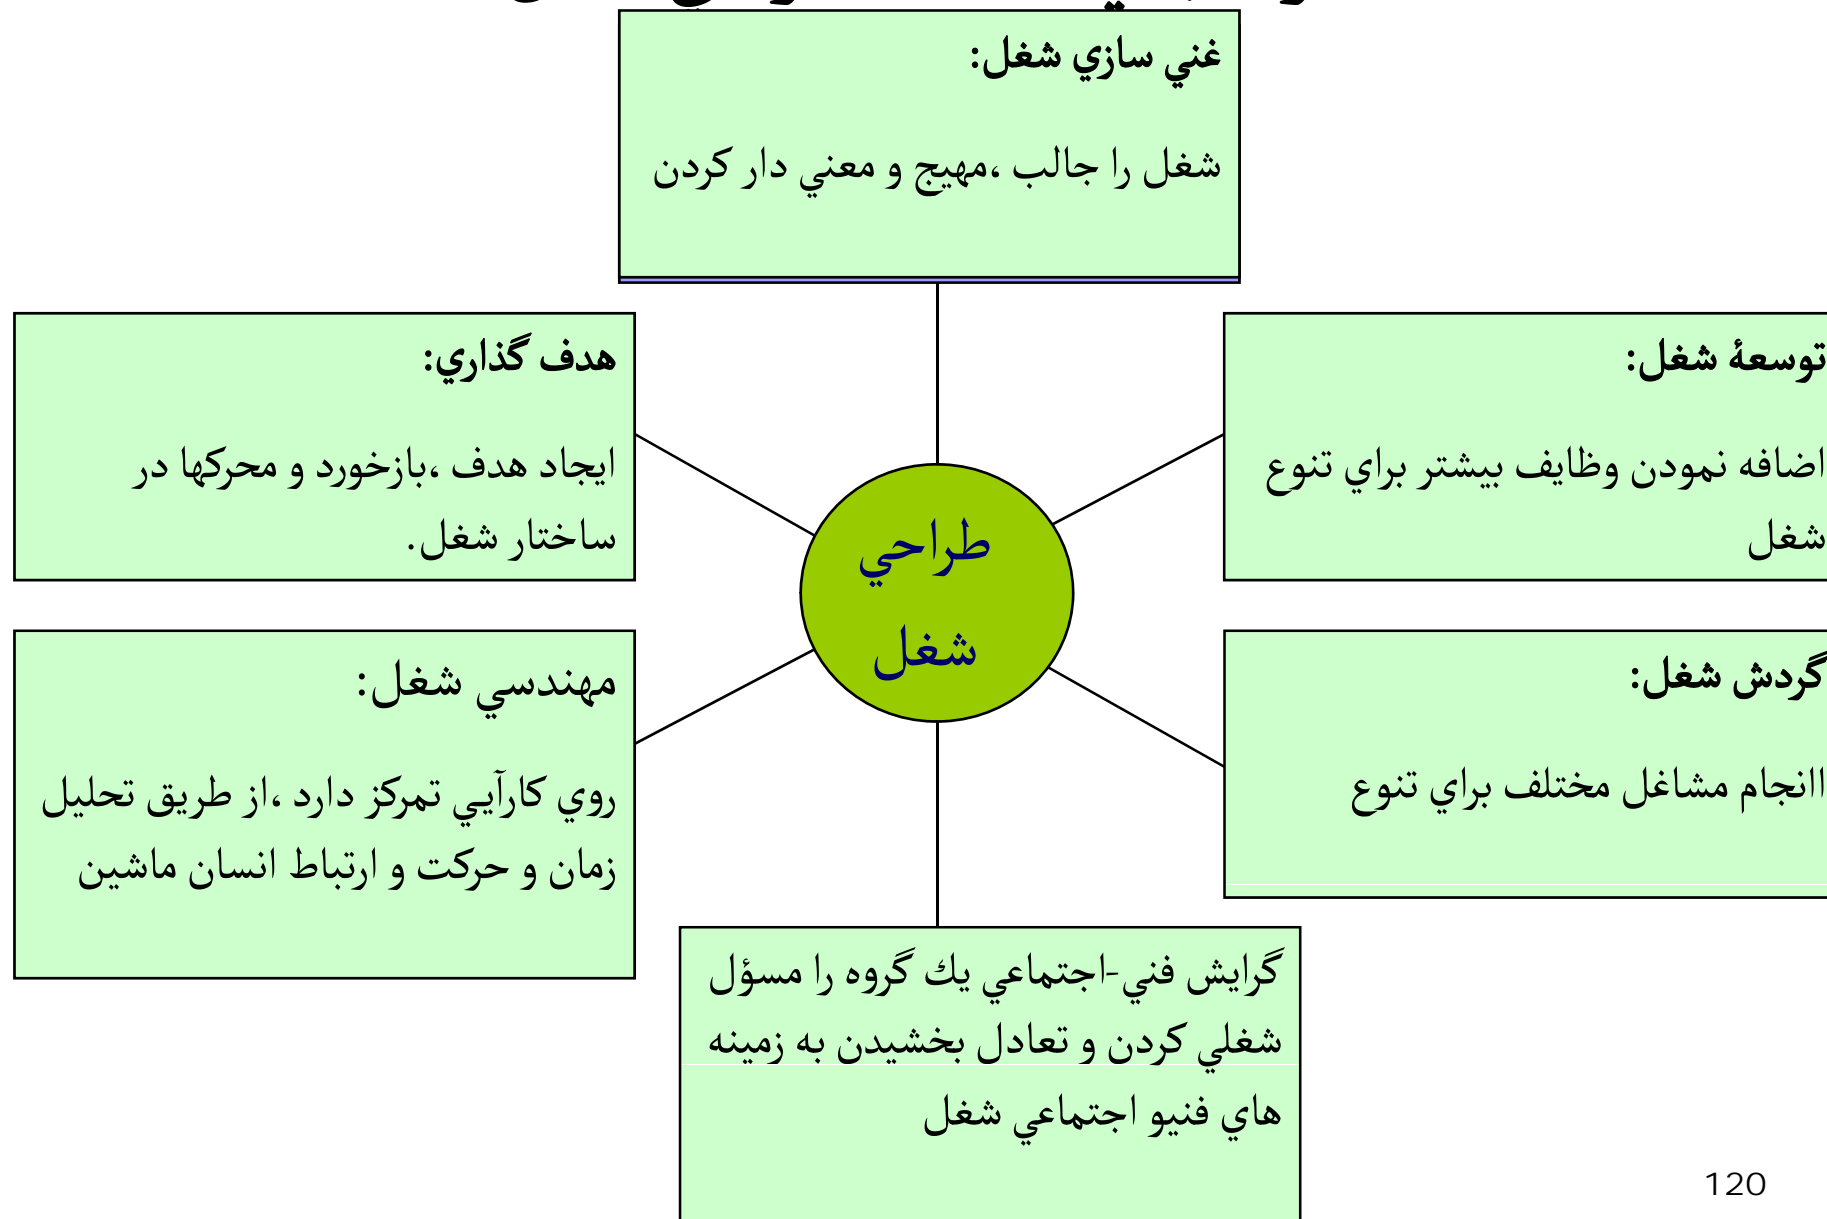 غني سازي شغل:
شغل را جالب ،مهيج و معني دار كردن
توسعۀ شغل:
اضافه نمودن وظايف بيشتر براي تنوع
شغل
هدف گذاري:
ايجاد هدف ،بازخورد و محركها در
ساختار شغل.
طراحي
شغل
گردش شغل:
اانجام مشاغل مختلف براي تنوع
مهندسي شغل:
روي كارآيي تمركز دارد ،از طريق تحليل
زمان و حركت و ارتباط انسان ماشين
گرايش فني-اجتماعي يك گروه را مسؤل
شغلي كردن و تعادل بخشيدن به زمينه
هاي فنيو اجتماعي شغل
120